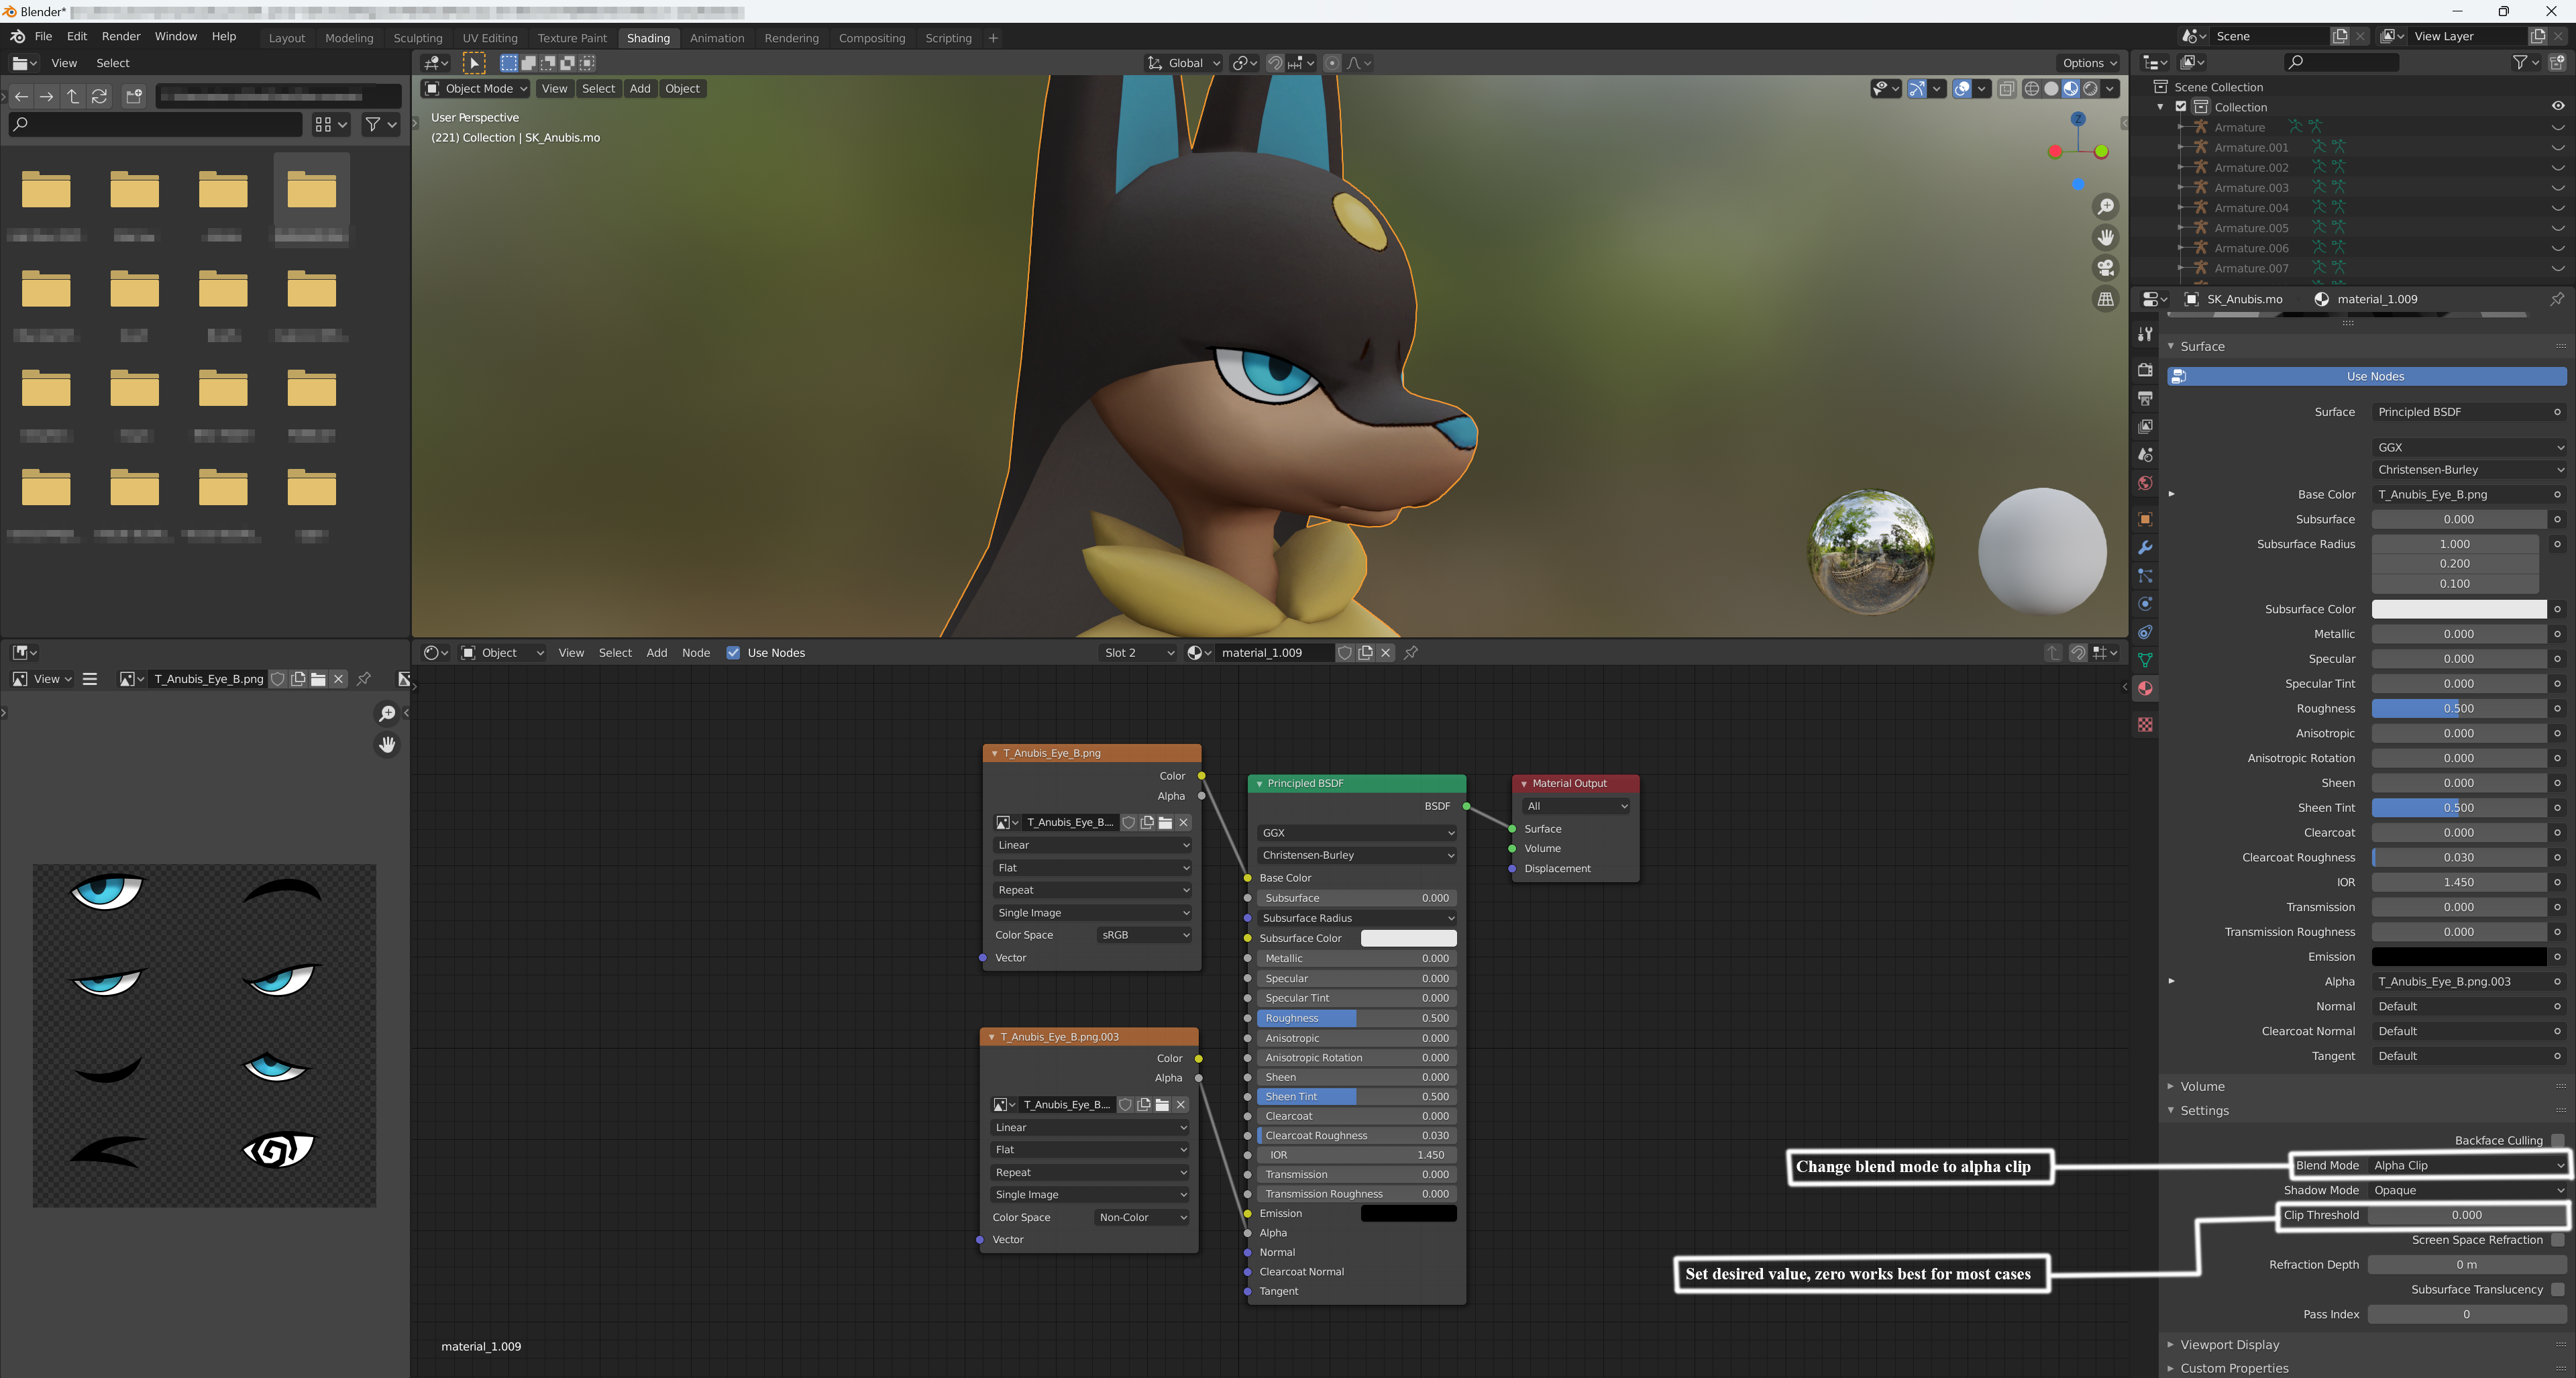 Blender*
File Edit Render Window Help
Layout Modeling Sculpting UV Editing Texture Paint Shading Animation Rendering Compositing Scripting +
Scene
View Layer
View Select
Global
Options
Object Mode View Select Add Object
User Perspective
(221) Collection | SK_Anubis.mo
Z
Scene Collection
Collection
Armature
Armature.001
Armature.002
Armature.003
Armature.004
Armature.005
Armature.006
Armature.007
SK_Anubis.mo material_1.009
Surface
Use Nodes
Surface Principled BSDF
GGX
Christensen-Burley
Base Color T_Anubis_Eye_B.png
Subsurface 0.000
Subsurface Radius 1.000
0.200
0.100
Subsurface Color
Metallic 0.000
Specular 0.000
Specular Tint 0.000
Roughness 0.500
Anisotropic 0.000
Anisotropic Rotation 0.000
Sheen 0.000
Sheen Tint 0.500
Clearcoat 0.000
Clearcoat Roughness 0.030
IOR 1.450
Transmission 0.000
Transmission Roughness 0.000
Emission
Alpha T_Anubis_Eye_B.png.003
Normal Default
Clearcoat Normal Default
Tangent Default
Volume
Settings
Backface Culling
Blend Mode Alpha Clip
Shadow Mode Opaque
Clip Threshold 0.000
Screen Space Refraction
Refraction Depth 0 m
Subsurface Translucency
Pass Index 0
Viewport Display
Custom Properties
View T_Anubis_Eye_B.png
Object View Select Add Node Use Nodes
Slot 2 material_1.009
T_Anubis_Eye_B.png
Color
Alpha
T_Anubis_Eye_B....
Linear
Flat
Repeat
Single Image
Color Space sRGB
Vector
T_Anubis_Eye_B.png.003
Color
Alpha
T_Anubis_Eye_B....
Linear
Flat
Repeat
Single Image
Color Space Non-Color
Vector
Principled BSDF
BSDF
GGX
Christensen-Burley
Base Color
Subsurface 0.000
Subsurface Radius
Subsurface Color
Metallic 0.000
Specular 0.000
Specular Tint 0.000
Roughness 0.500
Anisotropic 0.000
Anisotropic Rotation 0.000
Sheen 0.000
Sheen Tint 0.500
Clearcoat 0.000
Clearcoat Roughness 0.030
IOR 1.450
Transmission 0.000
Transmission Roughness 0.000
Emission
Alpha
Normal
Clearcoat Normal
Tangent
Material Output
All
Surface
Volume
Displacement
Change blend mode to alpha clip
Set desired value, zero works best for most cases
material_1.009